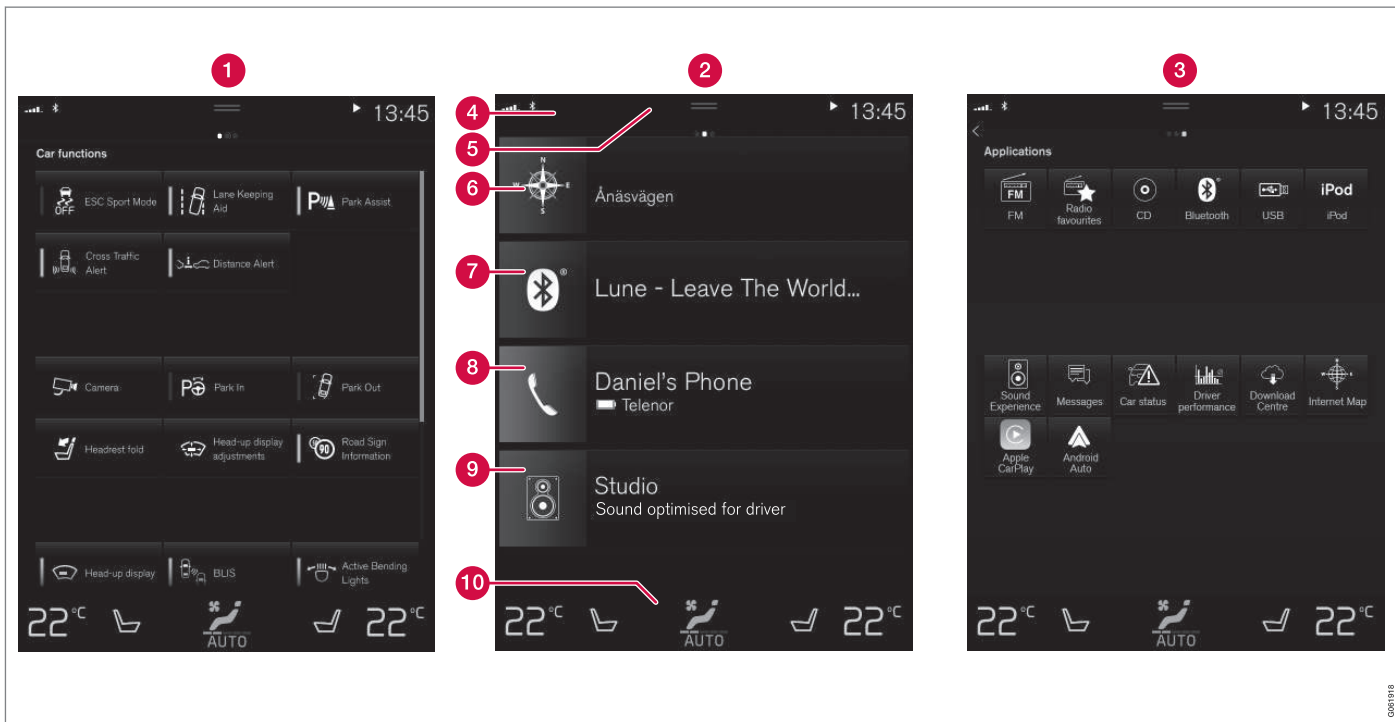 1
13:45
Car functions
OFF
ESC Sport Mode
Lane Keeping
Aid
P
Park Assist
Cross Traffic
Alert
Distance Alert
Camera
P
Park In
Park Out
Headrest fold
Head-up display
adjustments
90
Road Sign
Information
Head-up display
BLIS
Active Bending
Lights
22°C
AUTO
22°C
2
4
13:45
5
6
N
W
E
S
Ånäsvägen
7
®
Lune - Leave The World...
8
Daniel's Phone
Telenor
9
Studio
Sound optimised for driver
10
22°C
AUTO
22°C
3
13:45
Applications
FM
FM
Radio
favourites
CD
Bluetooth
USB
iPod
iPod
Sound
Experience
Messages
Car status
Driver
performance
Download
Centre
Internet Map
Apple
CarPlay
Android
Auto
22°C
AUTO
22°C
G061918